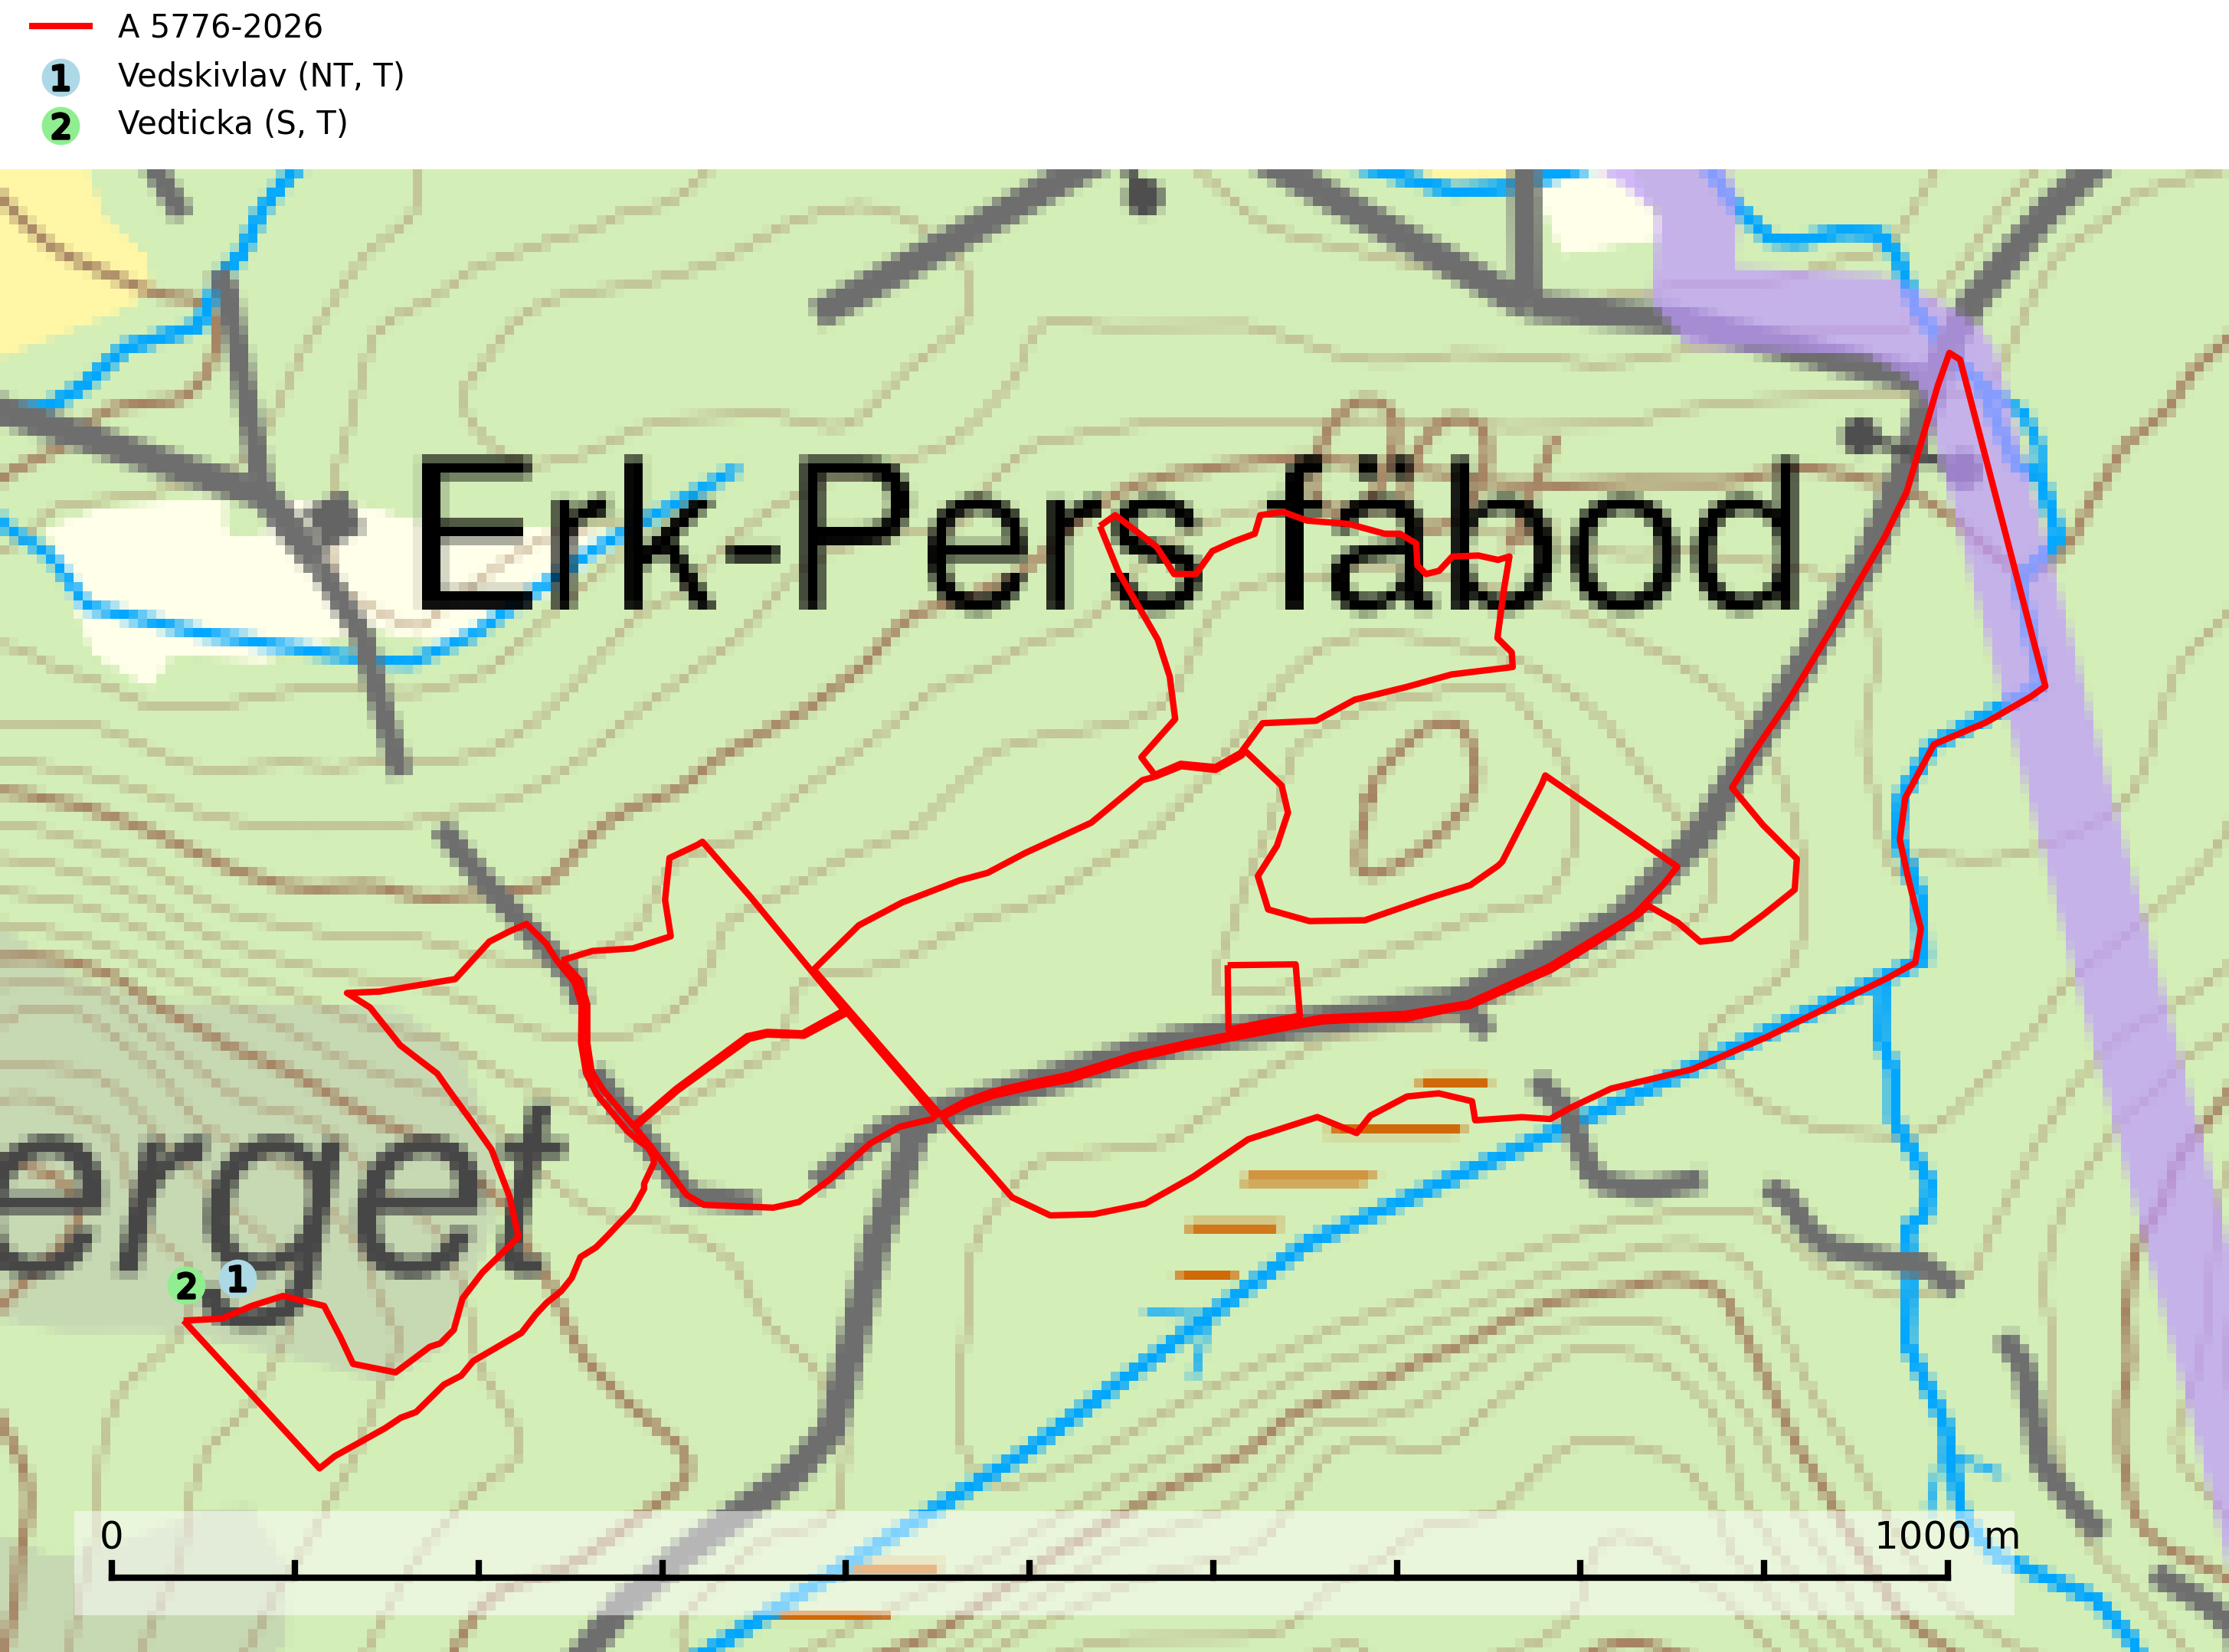 A 5776-2026
1 Vedskivlav (NT, T)
2 Vedticka (S, T)
Erk-Pers fäbod
erget
2 1
0 1000 m